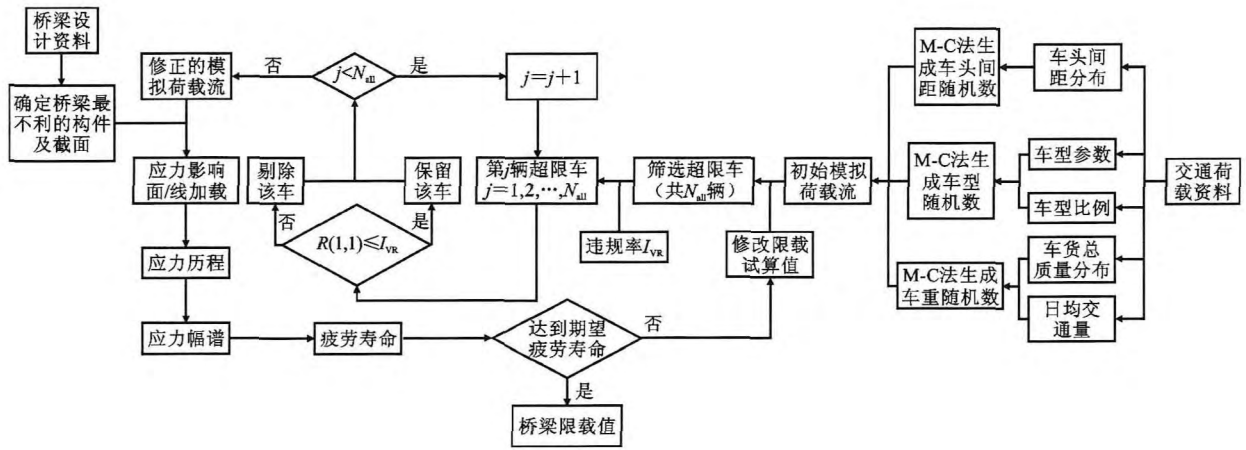 桥梁设
计资料
确定桥梁最
不利的构件
及截面
修正的模
拟荷载流
否
j<N_all
是
j=j+1
应力影响
面/线加载
剔除
该车
保留
该车
第j辆超限车
j=1,2,…,N_all
筛选超限车
（共N_all辆）
初始模拟
荷载流
否
R(1,1)≤I_VR
是
违规率I_VR
修改限载
试算值
应力历程
应力幅谱
疲劳寿命
达到期望
疲劳寿命
否
是
桥梁限载值
M-C法生
成车头间
距随机数
车头间
距分布
M-C法生
成车型
随机数
车型参数
车型比例
交通荷
载资料
M-C法生成
车重随机数
车货总
质量分布
日均交
通量